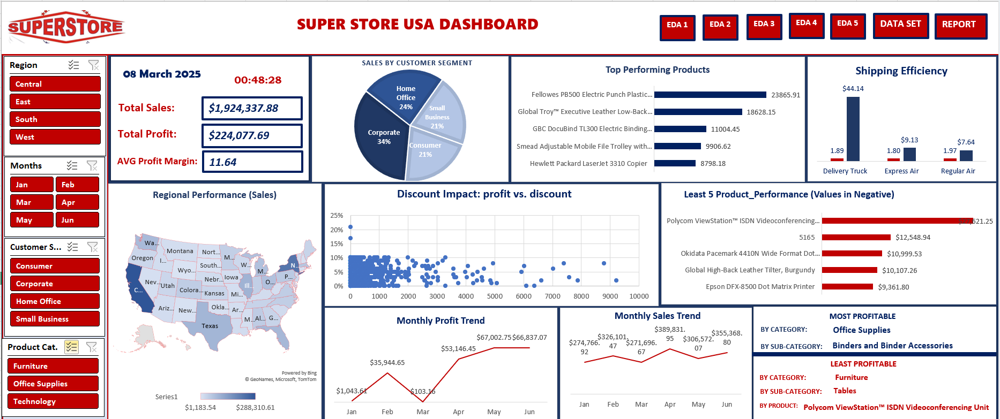 SUPERSTORE
SUPER STORE USA DASHBOARD
EDA 1
EDA 2
EDA 3
EDA 4
EDA 5
DATA SET
REPORT
Region
Central
East
South
West
Months
Jan
Feb
Mar
Apr
May
Jun
Customer S...
Consumer
Corporate
Home Office
Small Business
Product Cat.
Furniture
Office Supplies
Technology
08 March 2025
00:48:28
Total Sales:
$1,924,337.88
Total Profit:
$224,077.69
AVG Profit Margin:
11.64
SALES BY CUSTOMER SEGMENT
Home
Office
24%
Small
Business
21%
Corporate
34%
Consumer
21%
Top Performing Products
Fellowes PB500 Electric Punch Plastic...
23865.91
Global Troy™ Executive Leather Low-Back...
18628.15
GBC DocuBind TL300 Electric Binding...
11004.45
Smead Adjustable Mobile File Trolley with...
9906.62
Hewlett Packard LaserJet 3310 Copier
8798.18
Shipping Efficiency
$44.14
$9.13
$7.64
1.89
1.80
1.97
Delivery Truck
Express Air
Regular Air
Regional Performance (Sales)
Wa...
Montana
Nort...
M...
Oregon
I...
Wyo...
South...
W...
M...
N...
Nev...
Utah
Colora...
Nebr...
Iowa
Ill...
O...
P...
C...
Kansas
Mi...
Ariz...
New...
Okla...
Ar...
Texas
M...
Al...
G...
Powered by Bing
© GeoNames, Microsoft, TomTom
Series1
$1,183.54
$288,310.61
Discount Impact: profit vs. discount
25%
20%
15%
10%
5%
0%
0
1000
2000
3000
4000
5000
6000
7000
8000
9000
10000
Least 5 Product_Performance (Values in Negative)
Polycom ViewStation™ ISDN Videoconferencing...
521.25
5165
$12,548.94
Okidata Pacemark 4410N Wide Format Dot...
$10,999.53
Global High-Back Leather Tilter, Burgundy
$10,107.26
Epson DFX-8500 Dot Matrix Printer
$9,361.80
Monthly Profit Trend
$1,043.61
$35,944.65
$103.16
$53,146.45
$67,002.75
$66,837.07
Jan
Feb
Mar
Apr
May
Jun
Monthly Sales Trend
$274,766.
92
$326,101.
47
$271,696.
67
$389,831.
95
$306,572.
07
$355,368.
80
Jan
Feb
Mar
Apr
May
Jun
MOST PROFITABLE
BY CATEGORY:
Office Supplies
BY SUB-CATEGORY:
Binders and Binder Accessories
LEAST PROFITABLE
BY CATEGORY:
Furniture
BY SUB-CATEGORY:
Tables
BY PRODUCT:
Polycom ViewStation™ ISDN Videoconferencing Unit